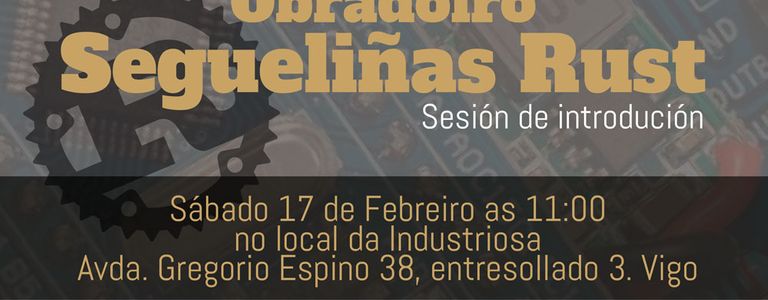 Obradoiro
Segueliñas Rust
Sesión de introdución
Sábado 17 de Febreiro as 11:00
no local da Industriosa
Avda. Gregorio Espino 38, entresollado 3. Vigo